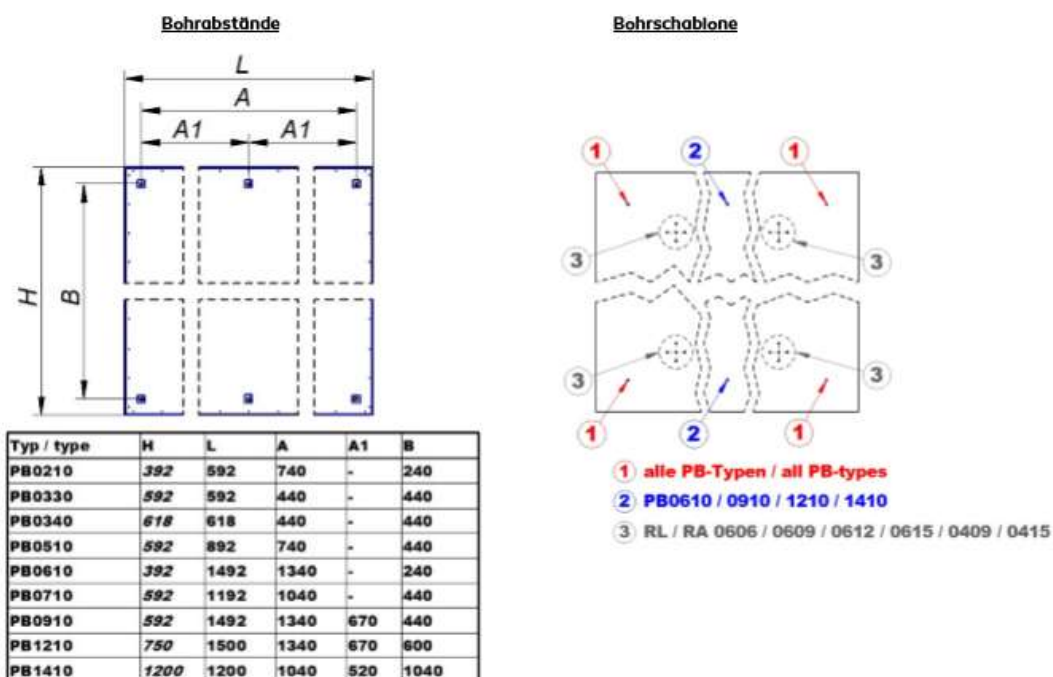 Bohrabstände
Bohrschablone
L
A
A1 A1
H
B
1 2 1
3 3
3 3
1 2 1
Typ / type H L A A1 B
PB0210 392 592 740 - 240
PB0330 592 592 440 - 440
PB0340 618 618 440 - 440
PB0510 592 892 740 - 440
PB0610 392 1492 1340 - 240
PB0710 592 1192 1040 - 440
PB0910 592 1492 1340 670 440
PB1210 750 1500 1340 670 600
PB1410 1200 1200 1040 520 1040
1 alle PB-Typen / all PB-types
2 PB0610 / 0910 / 1210 / 1410
3 RL / RA 0606 / 0609 / 0612 / 0615 / 0409 / 0415